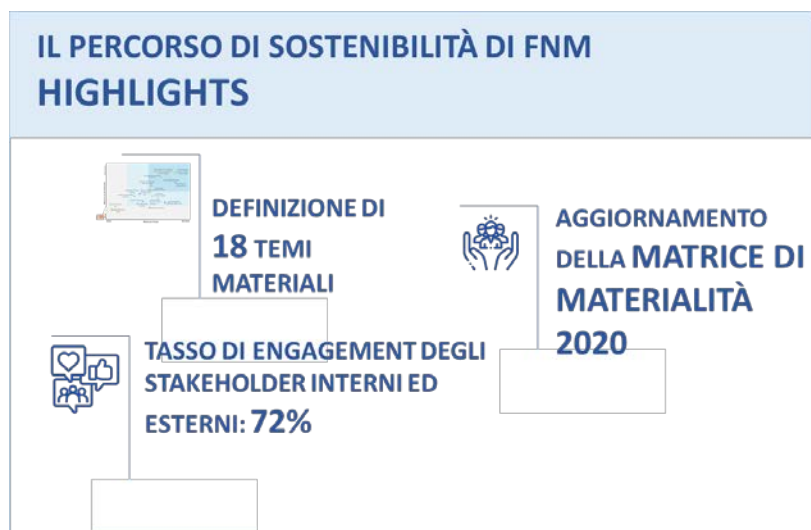 IL PERCORSO DI SOSTENIBILITÀ DI FNM
HIGHLIGHTS
DEFINIZIONE DI
18 TEMI
MATERIALI
AGGIORNAMENTO
DELLA MATRICE DI
MATERIALITÀ
2020
TASSO DI ENGAGEMENT DEGLI
STAKEHOLDER INTERNI ED
ESTERNI: 72%